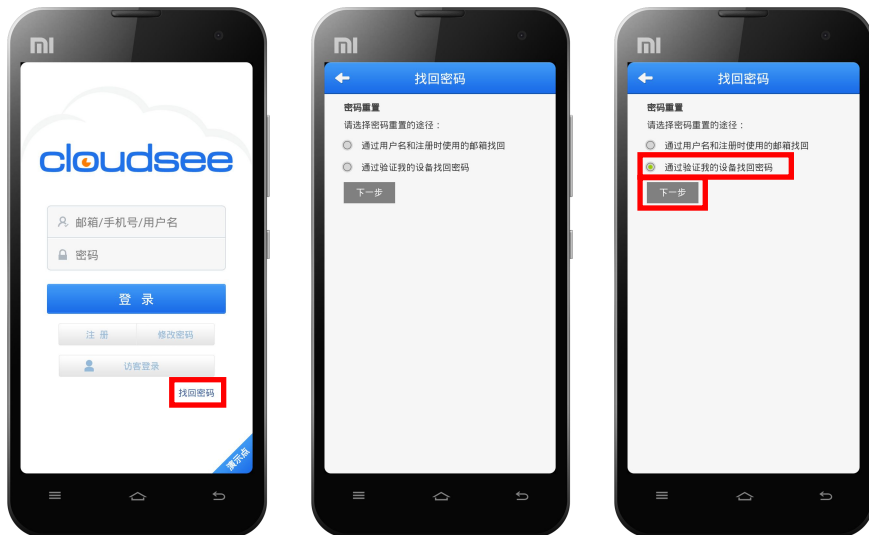 mi
cloudsee
邮箱/手机号/用户名
密码
登 录
注 册
修改密码
访客登录
找回密码
演示点
mi
找回密码
密码重置
请选择密码重置的途径：
通过用户名和注册时使用的邮箱找回
通过验证我的设备找回密码
下一步
mi
找回密码
密码重置
请选择密码重置的途径：
通过用户名和注册时使用的邮箱找回
通过验证我的设备找回密码
下一步